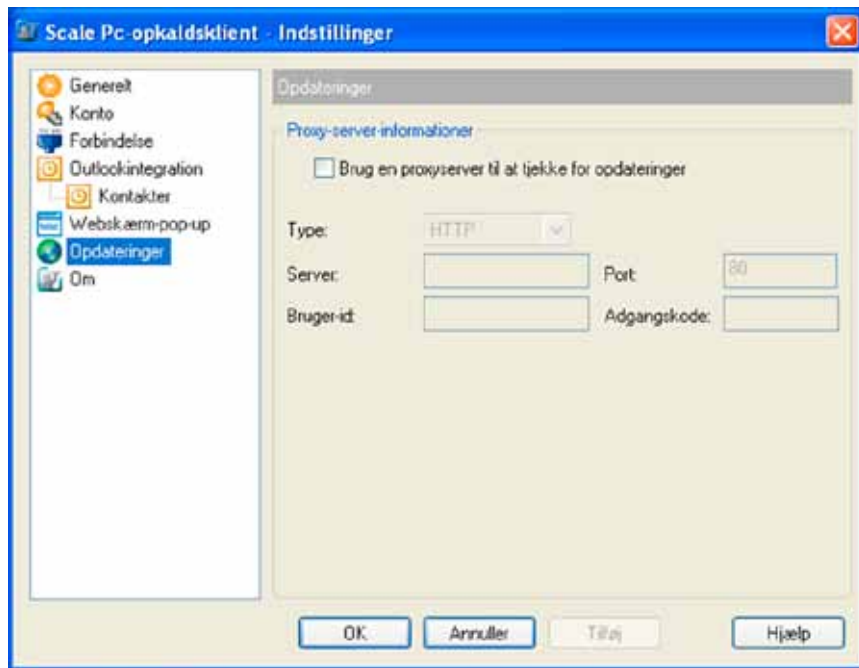 Scale Pc-opkaldsklient - Indstillinger
Generelt
Konto
Forbindelse
Outlookintegration
Kontakter
Webskærm-pop-up
Opdateringer
Om
Opdateringer
Proxy-server-informationer
Brug en proxyserver til at tjekke for opdateringer
Type: HTTP
Server: Port: 80
Bruger-id: Adgangskode:
OK Annuller Tilføj Hjælp